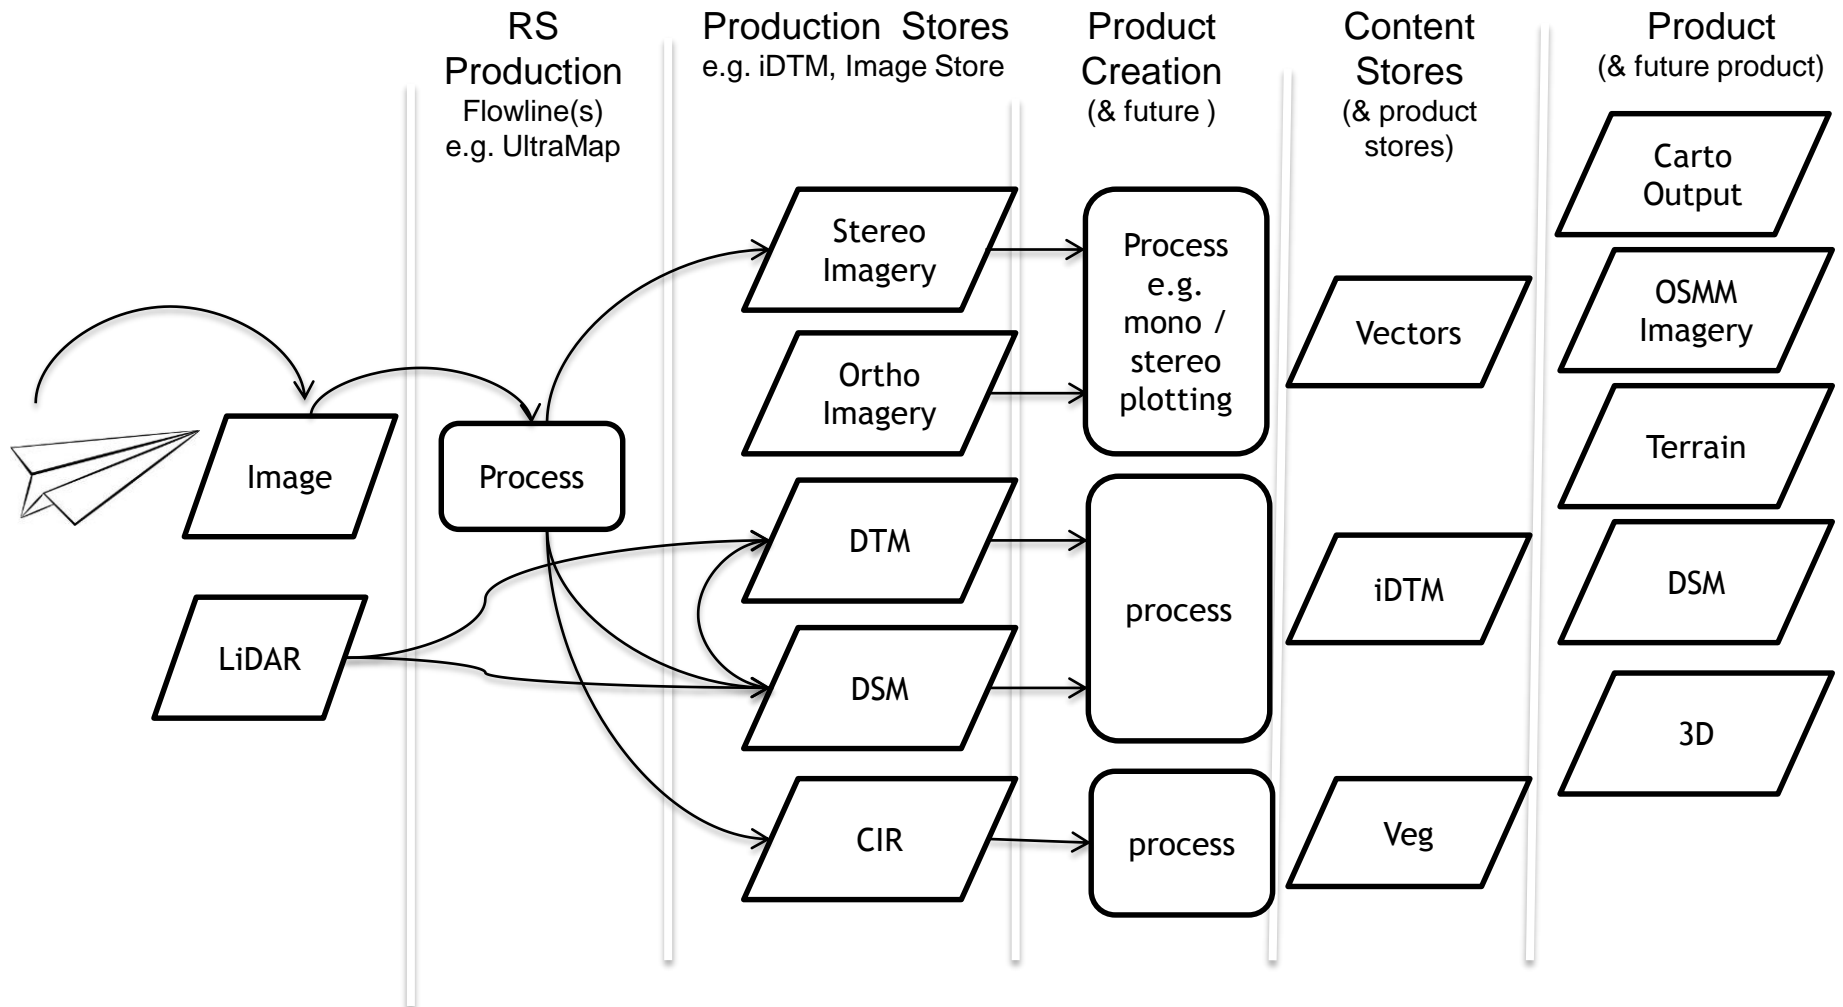 RS
Production
Flowline(s)
e.g. UltraMap
Production Stores
e.g. iDTM, Image Store
Product
Creation
(& future )
Content
Stores
(& product
stores)
Product
(& future product)
Image
LiDAR
Process
Stereo
Imagery
Ortho
Imagery
DTM
DSM
CIR
Process
e.g.
mono /
stereo
plotting
process
process
Vectors
iDTM
Veg
Carto
Output
OSMM
Imagery
Terrain
DSM
3D